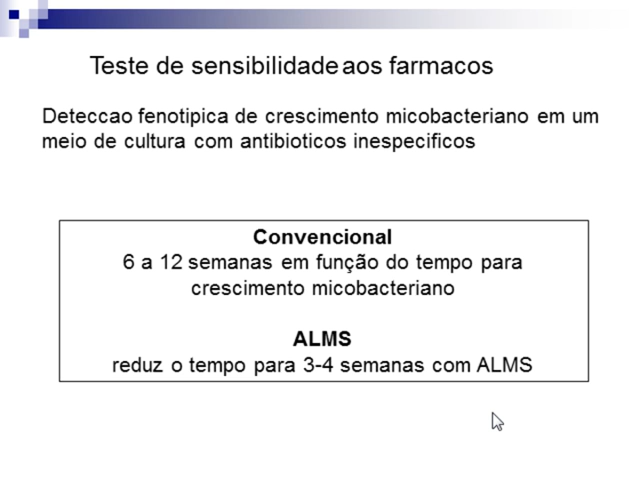 Teste de sensibilidade aos farmacos
Deteccao fenotipica de crescimento micobacteriano em um
meio de cultura com antibioticos inespecificos
Convencional
6 a 12 semanas em função do tempo para
crescimento micobacteriano
ALMS
reduz o tempo para 3-4 semanas com ALMS